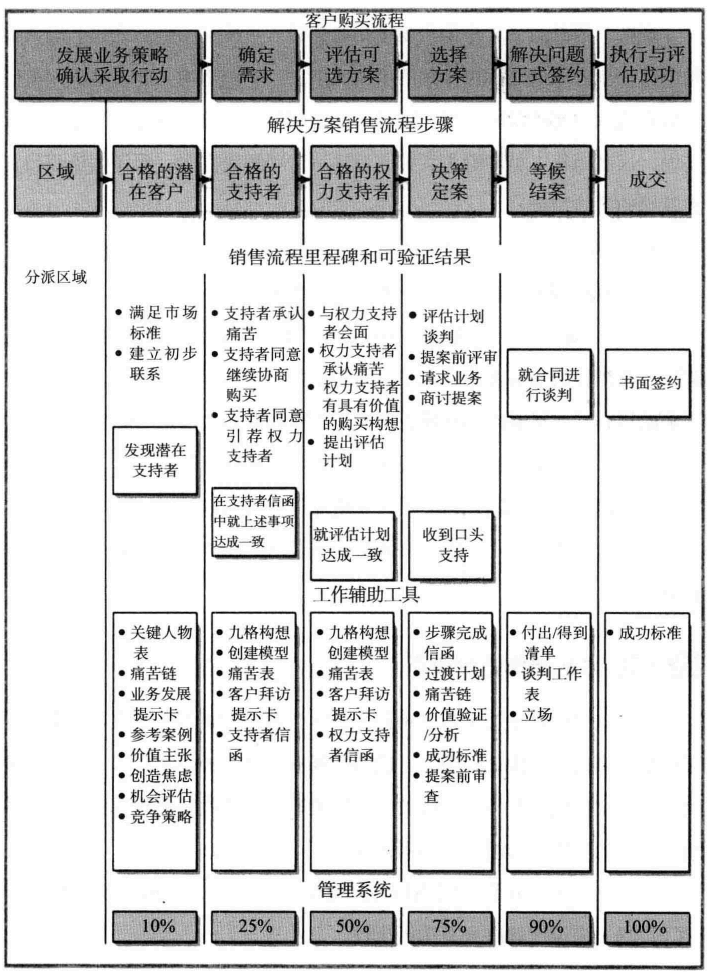 客户购买流程
发展业务策略
确认采取行动
确定
需求
评估可
选方案
选择
方案
解决问题
正式签约
执行与评
估成功
解决方案销售流程步骤
区域
合格的潜
在客户
合格的
支持者
合格的权
力支持者
决策
定案
等候
结案
成交
销售流程里程碑和可验证结果
分派区域
• 满足市场
标准
• 建立初步
联系
发现潜在
支持者
• 支持者承认
痛苦
• 支持者同意
继续协商
购买
• 支持者同意
引荐权力
支持者
在支持者信函
中就上述事项
达成一致
• 与权力支持
者会面
• 权力支持者
承认痛苦
• 权力支持者
有具有价值
的购买构想
• 提出评估
计划
就评估计划
达成一致
• 评估计划
谈判
• 提案前评审
• 请求业务
• 商讨提案
收到口头
支持
就合同进
行谈判
书面签约
工作辅助工具
• 关键人物
表
• 痛苦链
• 业务发展
提示卡
• 参考案例
• 价值主张
• 创造焦虑
• 机会评估
• 竞争策略
• 九格构想
• 创建模型
• 痛苦表
• 客户拜访
提示卡
• 支持者信
函
• 九格构想
创建模型
• 痛苦表
• 客户拜访
提示卡
• 权力支持
者信函
• 步骤完成
信函
• 过渡计划
• 痛苦链
• 价值验证
/分析
• 成功标准
• 提案前审
查
• 付出/得到
清单
• 谈判工作
表
• 立场
• 成功标准
管理系统
10%
25%
50%
75%
90%
100%